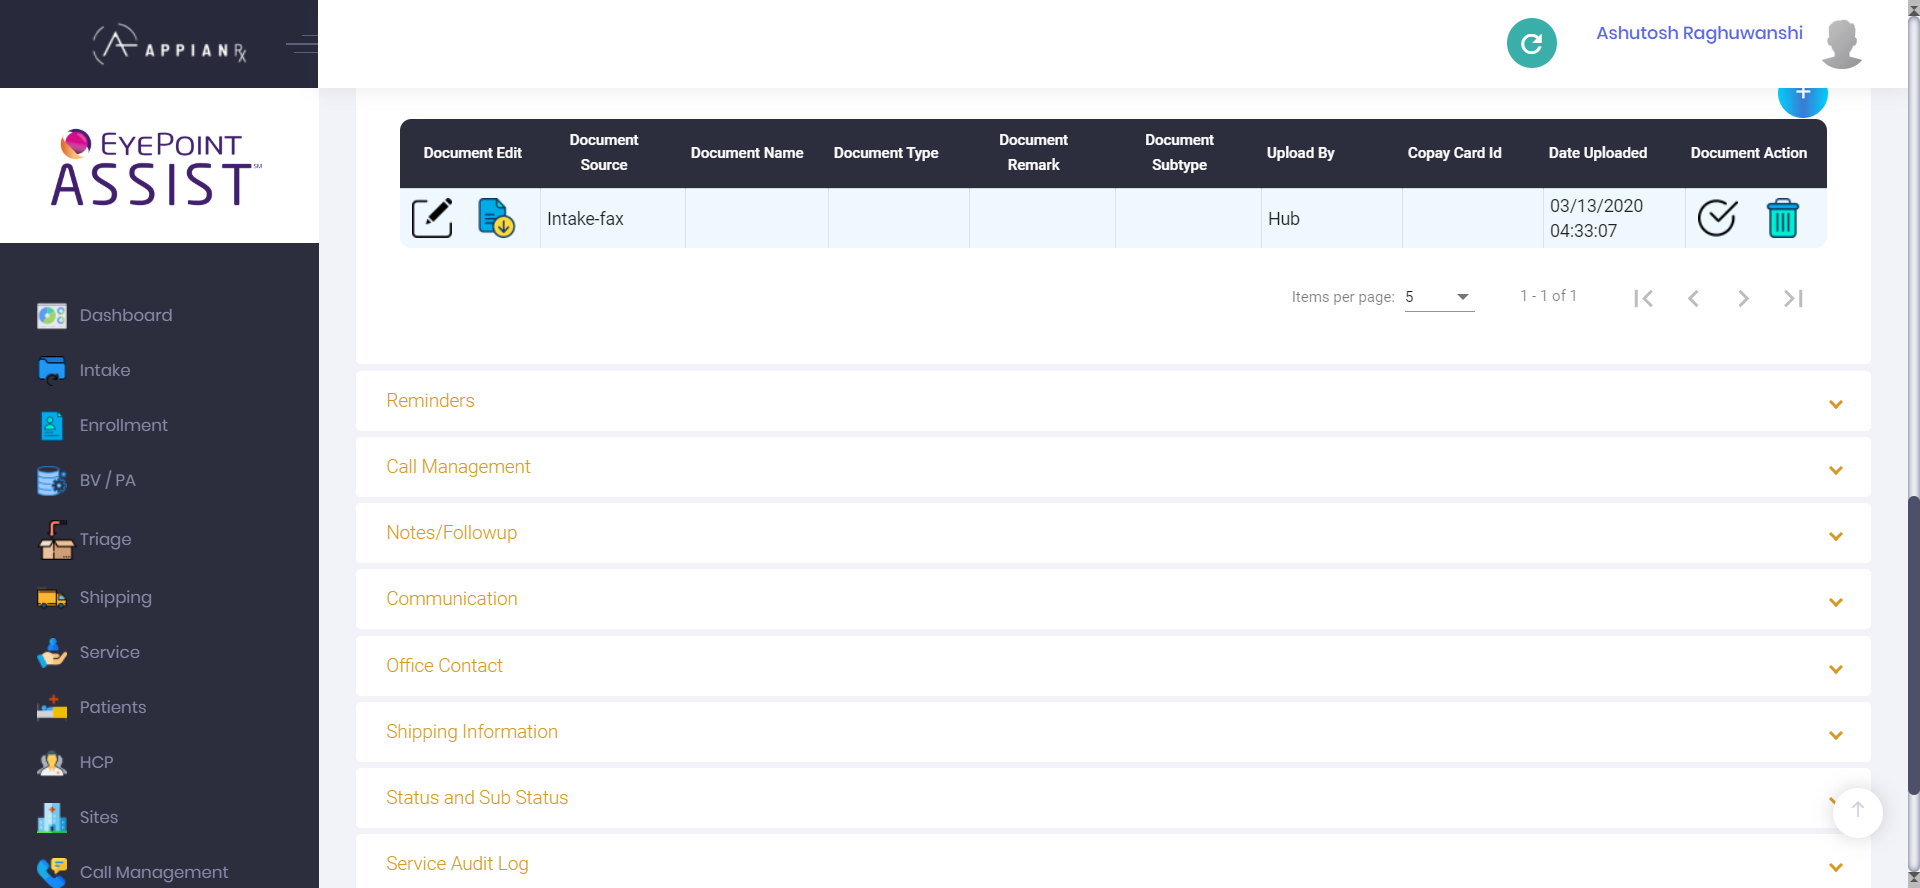 APPIANRx
Ashutosh Raghuwanshi
EYEPOINT
ASSIST SM
Dashboard
Intake
Enrollment
BV / PA
Triage
Shipping
Service
Patients
HCP
Sites
Call Management
+
Document Edit
Document
Source
Document Name
Document Type
Document
Remark
Document
Subtype
Upload By
Copay Card Id
Date Uploaded
Document Action
Intake-fax
Hub
03/13/2020
04:33:07
Items per page: 5
1 - 1 of 1
Reminders
Call Management
Notes/Followup
Communication
Office Contact
Shipping Information
Status and Sub Status
Service Audit Log